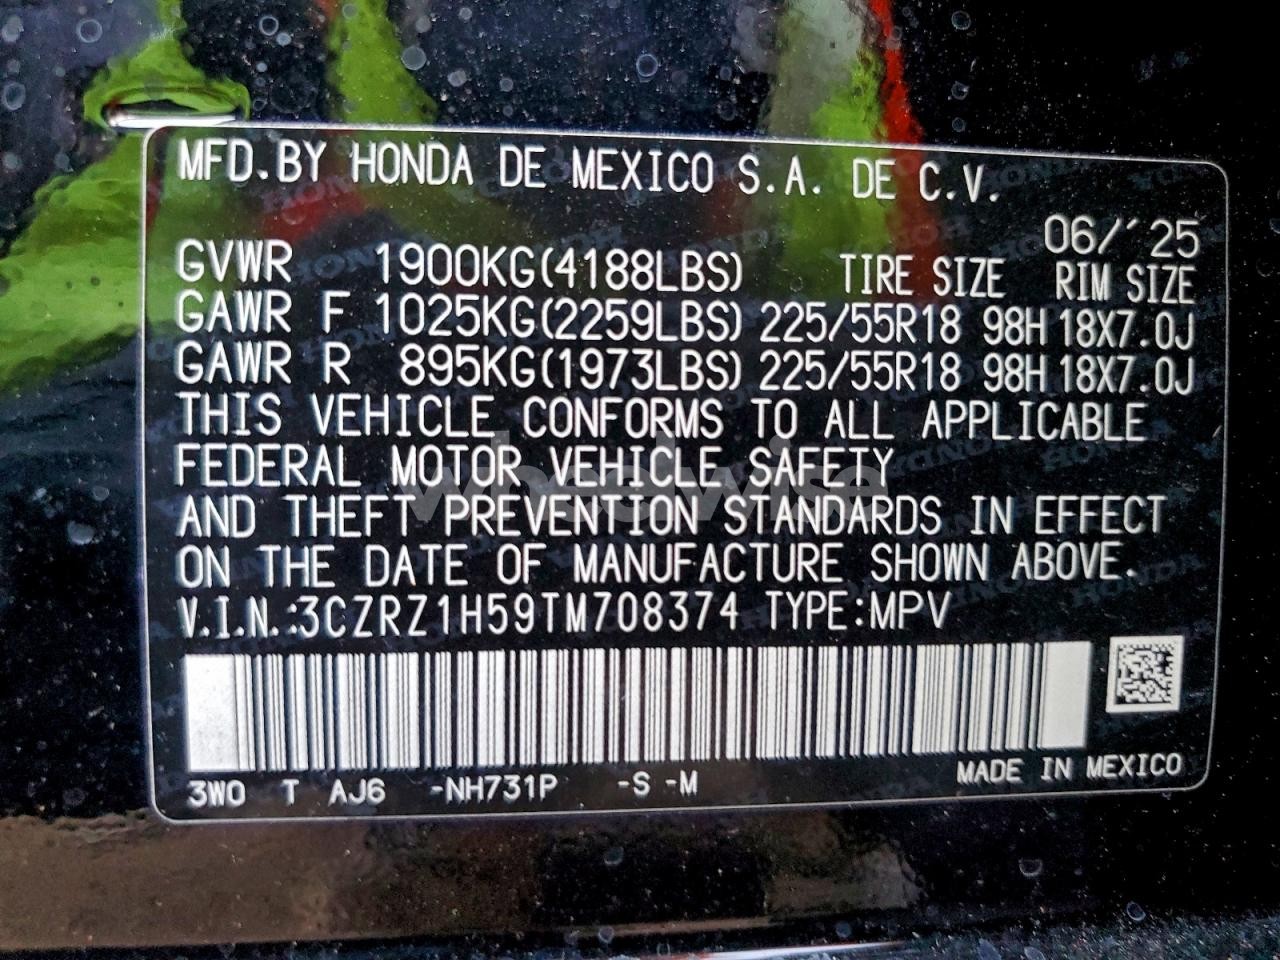 MFD.BY HONDA DE MEXICO S.A. DE C.V.
06/'25
GVWR 1900KG(4188LBS) TIRE SIZE RIM SIZE
GAWR F 1025KG(2259LBS) 225/55R18 98H 18X7.0J
GAWR R 895KG(1973LBS) 225/55R18 98H 18X7.0J
THIS VEHICLE CONFORMS TO ALL APPLICABLE
FEDERAL MOTOR VEHICLE SAFETY
AND THEFT PREVENTION STANDARDS IN EFFECT
ON THE DATE OF MANUFACTURE SHOWN ABOVE.
V.I.N.:3CZRZ1H59TM708374 TYPE:MPV
3W0 T AJ6 -NH731P -S -M MADE IN MEXICO
wheelwise